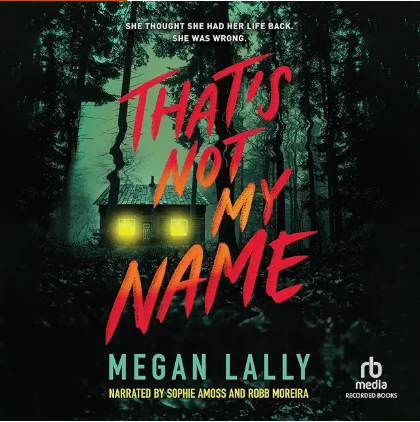 SHE THOUGHT SHE HAD HER LIFE BACK.
SHE WAS WRONG.
THAT'S
NOT
MY
NAME
MEGAN LALLY
NARRATED BY SOPHIE AMOSS AND ROBB MOREIRA
rb
media
RECORDED BOOKS